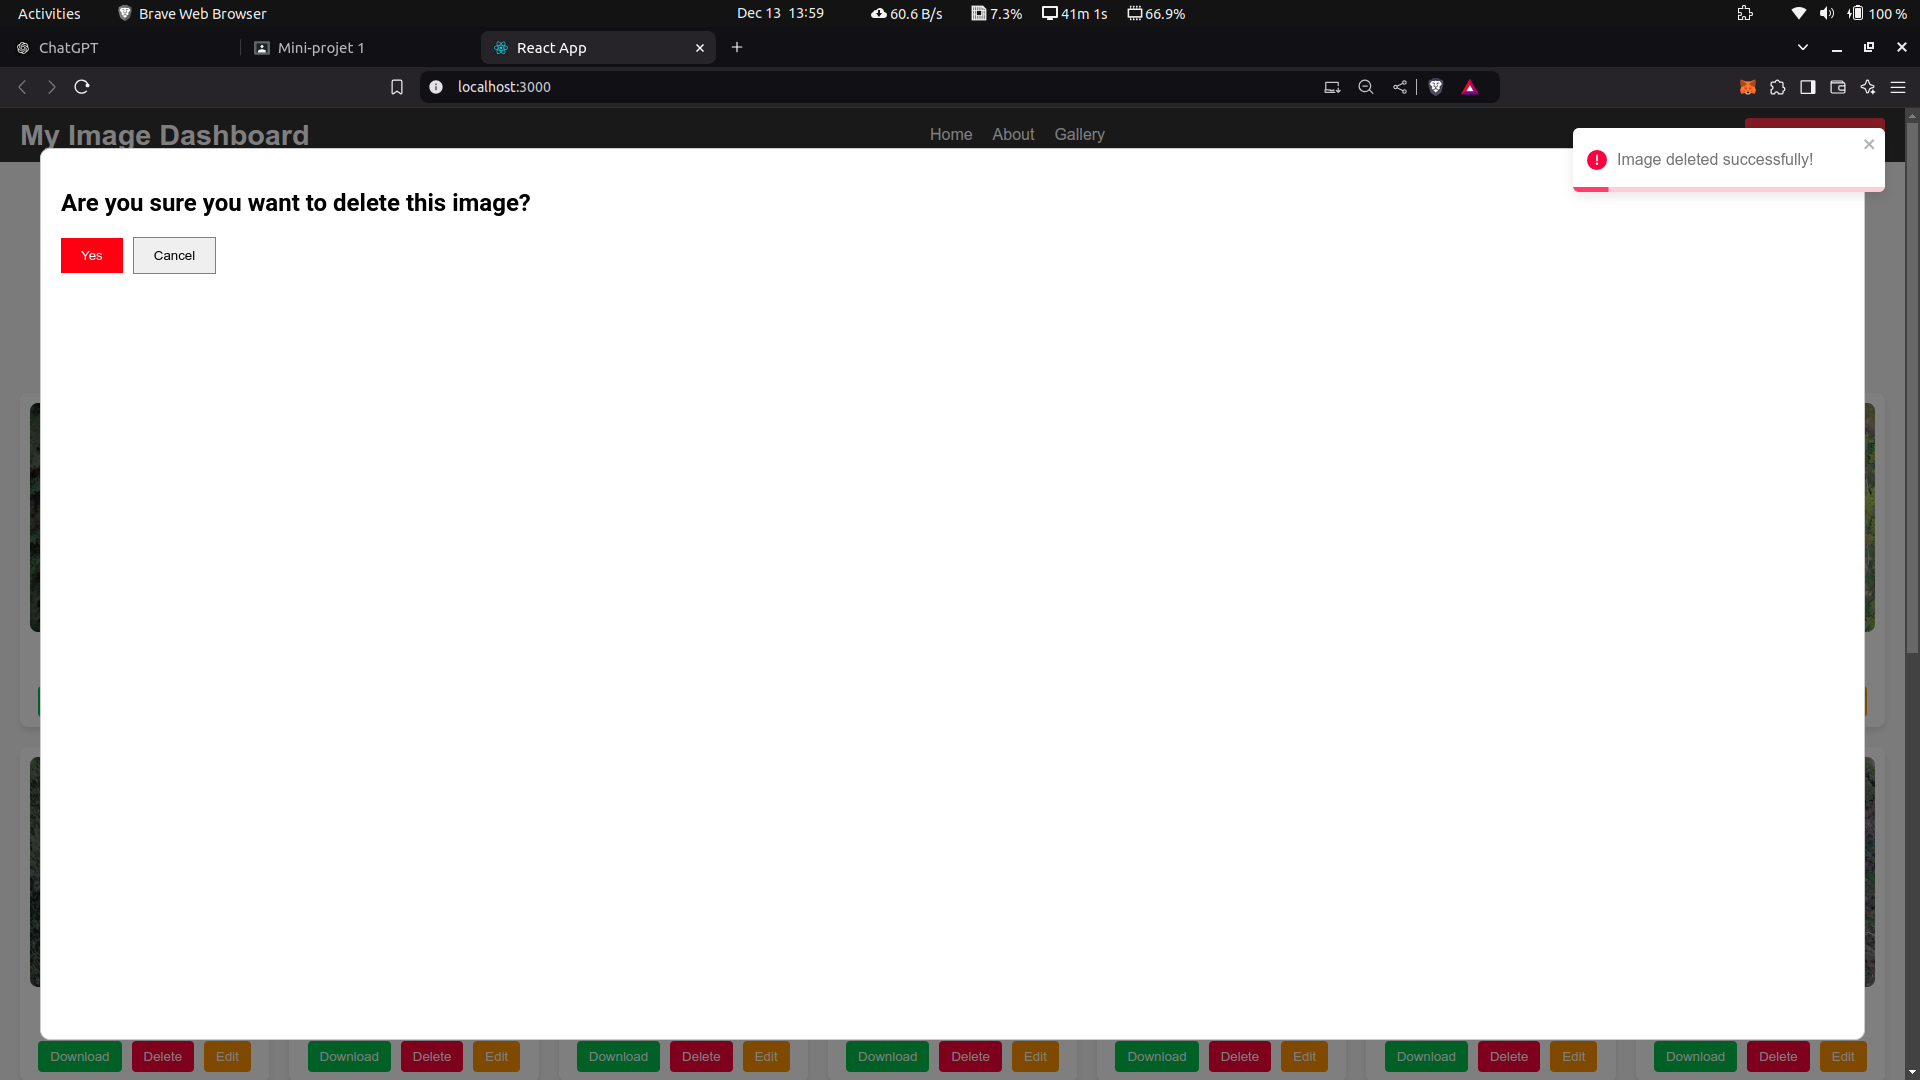 Activities Brave Web Browser Dec 13 13:59 60.6 B/s 7.3% 41m 1s 66.9% 100 %
ChatGPT Mini-projet 1 React App
localhost:3000
My Image Dashboard Home About Gallery
Image deleted successfully!
Are you sure you want to delete this image?
Yes Cancel
Download Delete Edit Download Delete Edit Download Delete Edit Download Delete Edit Download Delete Edit Download Delete Edit Download Delete Edit